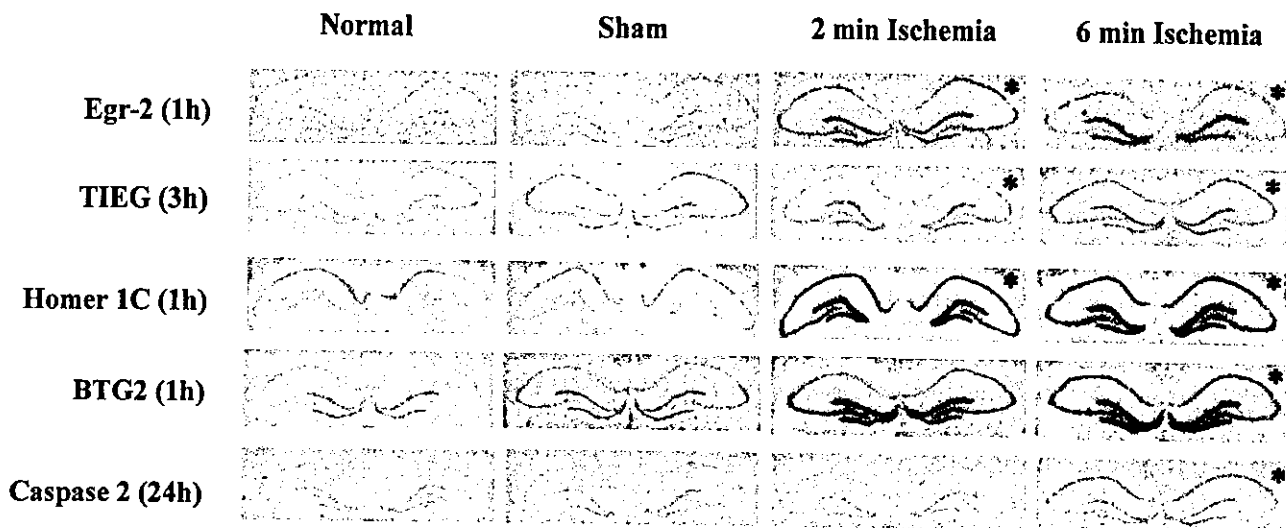 Normal Sham 2 min Ischemia 6 min Ischemia
Egr-2 (1h) * *
TIEG (3h) * *
Homer 1C (1h) * *
BTG2 (1h) *
Caspase 2 (24h) *